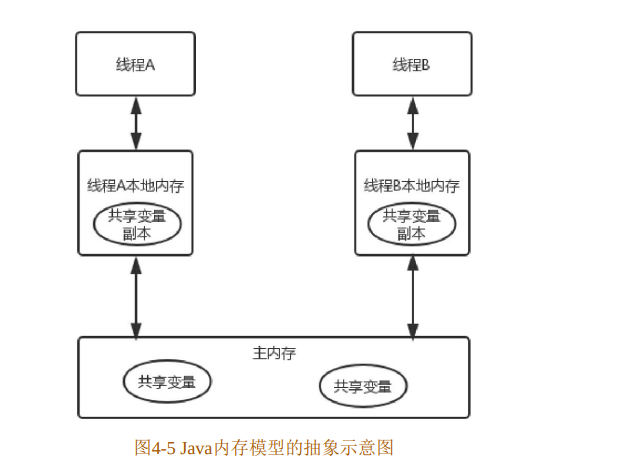 线程A
线程B
线程A本地内存
共享变量
副本
线程B本地内存
共享变量
副本
主内存
共享变量
共享变量
图4-5 Java内存模型的抽象示意图